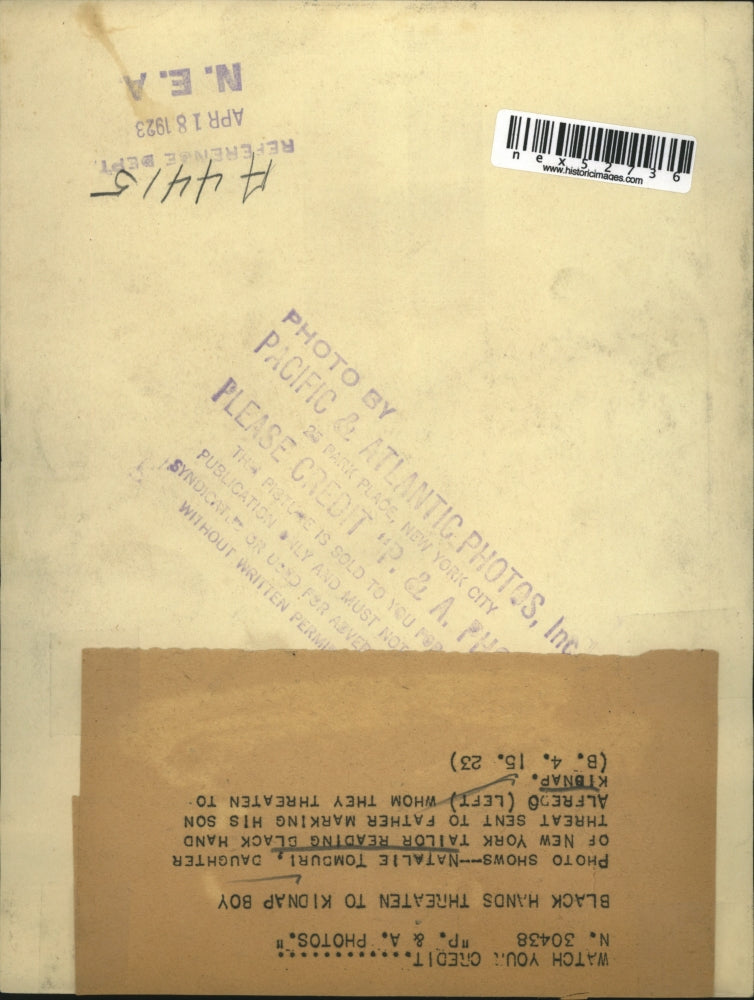 N.E.A.
APR 18 1923
REFERENCE DEPT.
A4415
nex52736
www.historicimages.com
PHOTO BY
PACIFIC & ATLANTIC PHOTOS, Inc.
25 PARK PLACE, NEW YORK CITY
PLEASE CREDIT "P. & A.
THIS PICTURE IS SOLD TO YOU FOR
PUBLICATION ONLY AND MUST NOT
SYNDICATED OR USED FOR
WITHOUT WRITTEN
WATCH YOUR CREDIT..............
N. 30438 "P. & A. PHOTOS."
BLACK HANDS THREATEN TO KIDNAP BOY
PHOTO SHOWS---NATALIE TOMDURI, DAUGHTER
OF NEW YORK TAILOR READING BLACK HAND
THREAT SENT TO FATHER MARKING HIS SON
ALFREDO (LEFT) WHOM THEY THREATEN TO
KIDNAP.
(B. 4. 15. 23)